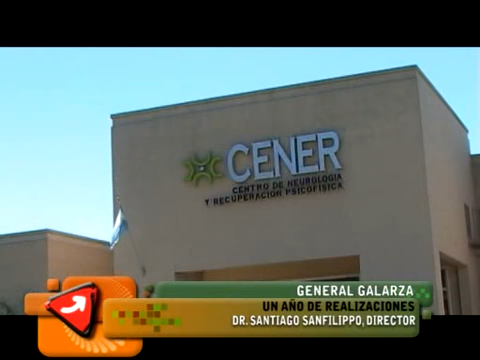 CENER
CENTRO DE NEUROLOGIA
Y RECUPERACION PSICOFISICA
GENERAL GALARZA
UN AÑO DE REALIZACIONES
DR. SANTIAGO SANFILIPPO, DIRECTOR